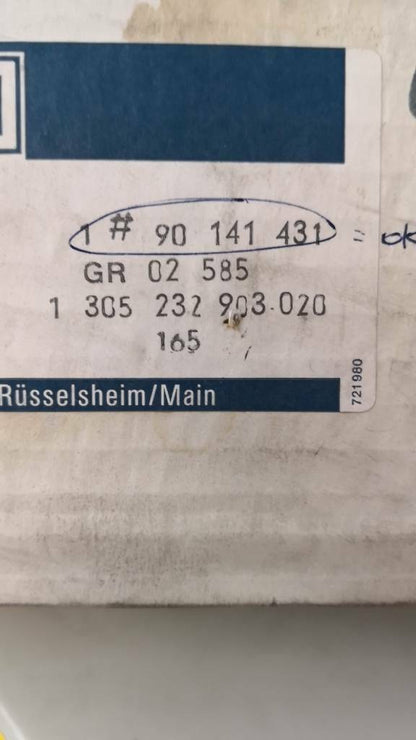 1 # 90 141 431 = ok
GR 02 585
1 305 232 903-020
165
Rüsselsheim/Main
721980